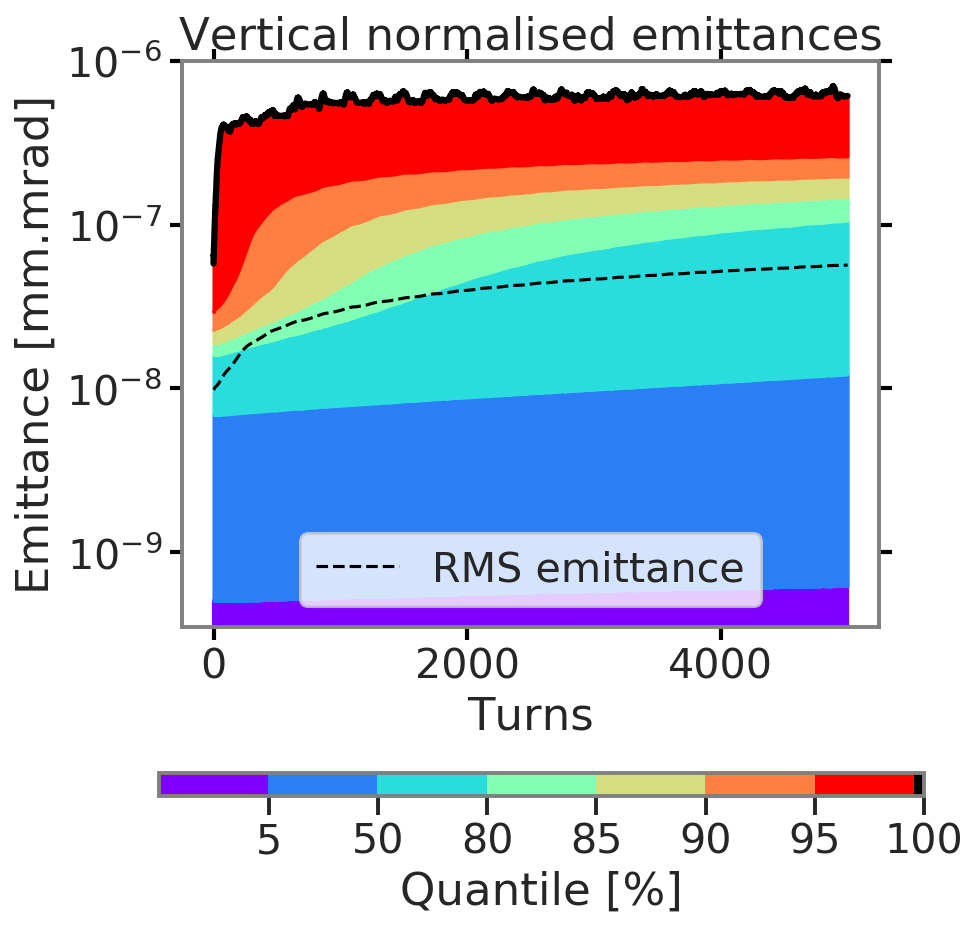 Vertical normalised emittances
Emittance [mm.mrad]
10⁻⁶
10⁻⁷
10⁻⁸
10⁻⁹
RMS emittance
0 2000 4000
Turns
5 50 80 85 90 95 100
Quantile [%]